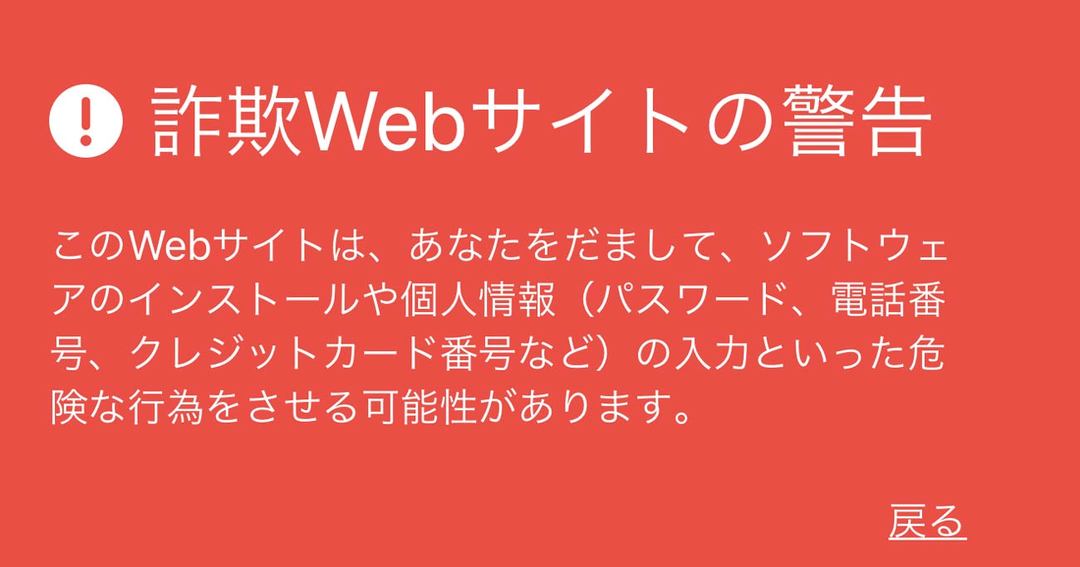 詐欺Webサイトの警告
このWebサイトは、あなたをだまして、ソフトウェ
アのインストールや個人情報（パスワード、電話番
号、クレジットカード番号など）の入力といった危
険な行為をさせる可能性があります。
戻る